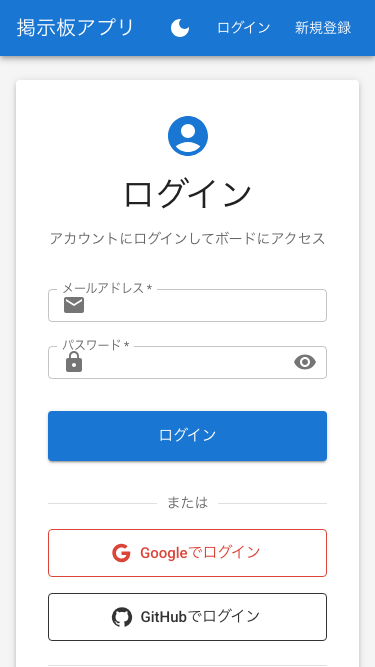 掲示板アプリ ログイン 新規登録
ログイン
アカウントにログインしてボードにアクセス
メールアドレス *
パスワード *
ログイン
または
Googleでログイン
GitHubでログイン